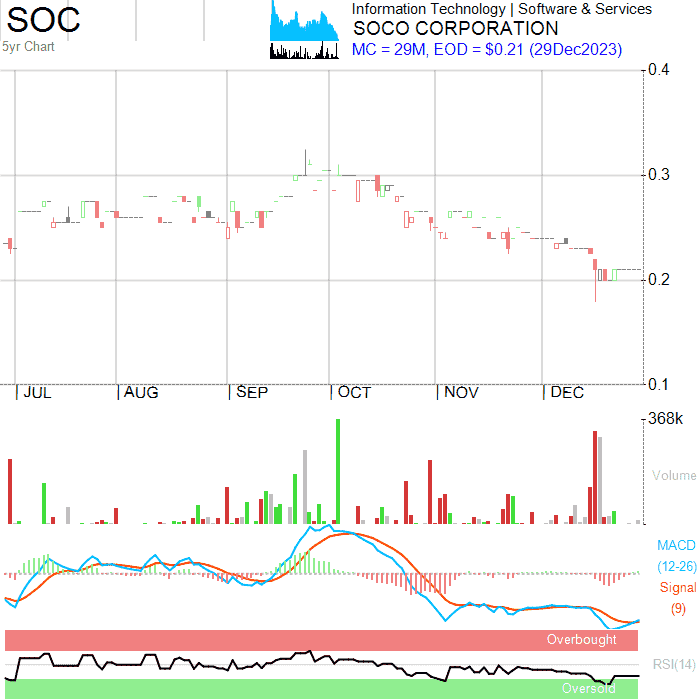 SOC
5yr Chart
Information Technology | Software & Services
SOCO CORPORATION
MC = 29M, EOD = $0.21 (29Dec2023)
0.4
0.3
0.2
0.1
JUL
AUG
SEP
OCT
NOV
DEC
368k
Volume
MACD
(12-26)
Signal
(9)
Overbought
RSI(14)
Oversold